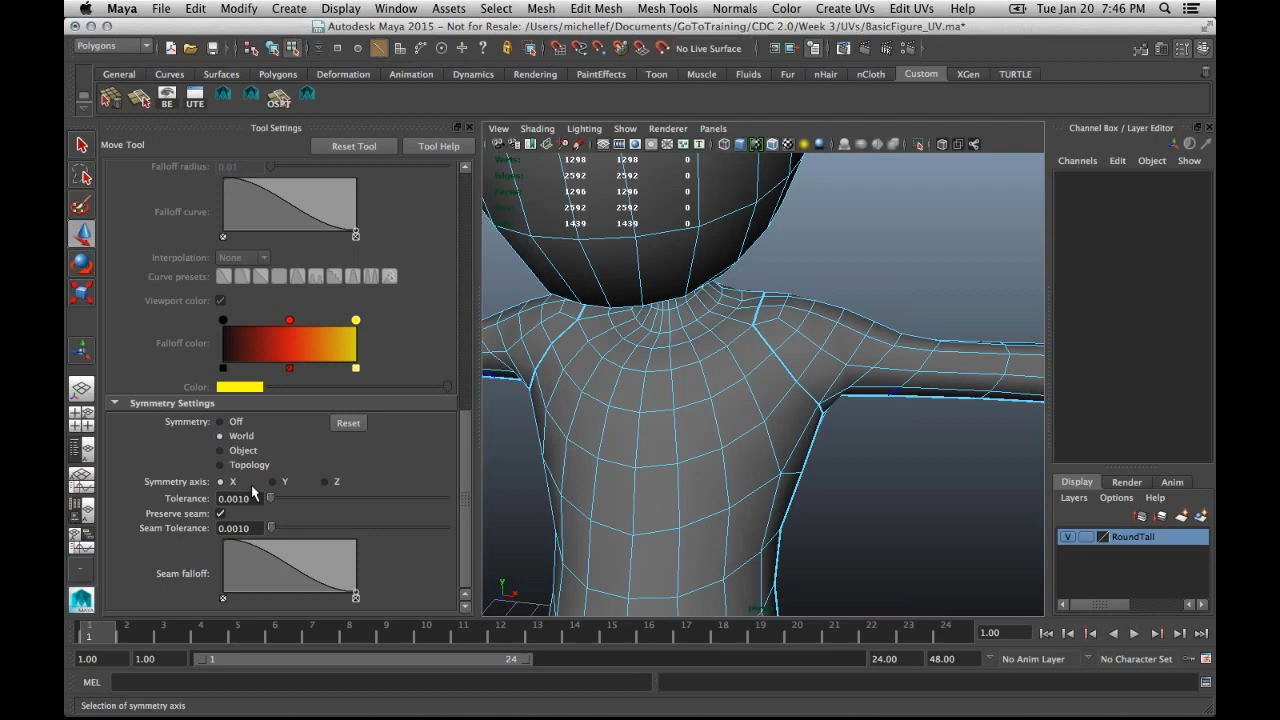 Maya File Edit Modify Create Display Window Assets Select Mesh Edit Mesh Mesh Tools Normals Color Create UVs Edit UVs Help Tue Jan 20 7:46 PM
Autodesk Maya 2015 - Not for Resale: /Users/michellef/Documents/GoToTraining/CDC 2.0/Week 3/UVs/BasicFigure_UV.ma*
Polygons No Live Surface
General Curves Surfaces Polygons Deformation Animation Dynamics Rendering PaintEffects Toon Muscle Fluids Fur nHair nCloth Custom XGen TURTLE
BE UTE OSPT
Tool Settings
Move Tool Reset Tool Tool Help
Falloff radius: 0.01
Falloff curve:
Interpolation: None
Curve presets:
Viewport color:
Falloff color:
Color:
Symmetry Settings
Symmetry: Off Reset
World
Object
Topology
Symmetry axis: X Y Z
Tolerance: 0.0010
Preserve seam:
Seam Tolerance: 0.0010
Seam falloff:
View Shading Lighting Show Renderer Panels
1298 1298 0
2592 2592 0
1296 1296 0
2592 2592 0
1439 1439 0
Y
X
Channel Box / Layer Editor
Channels Edit Object Show
Display Render Anim
Layers Options Help
V RoundTall
1 2 3 4 5 6 7 8 9 10 11 12 13 14 15 16 17 18 19 20 21 22 23 24
1 1.00
1.00 1.00 1 24 24.00 48.00 No Anim Layer No Character Set
MEL
Selection of symmetry axis